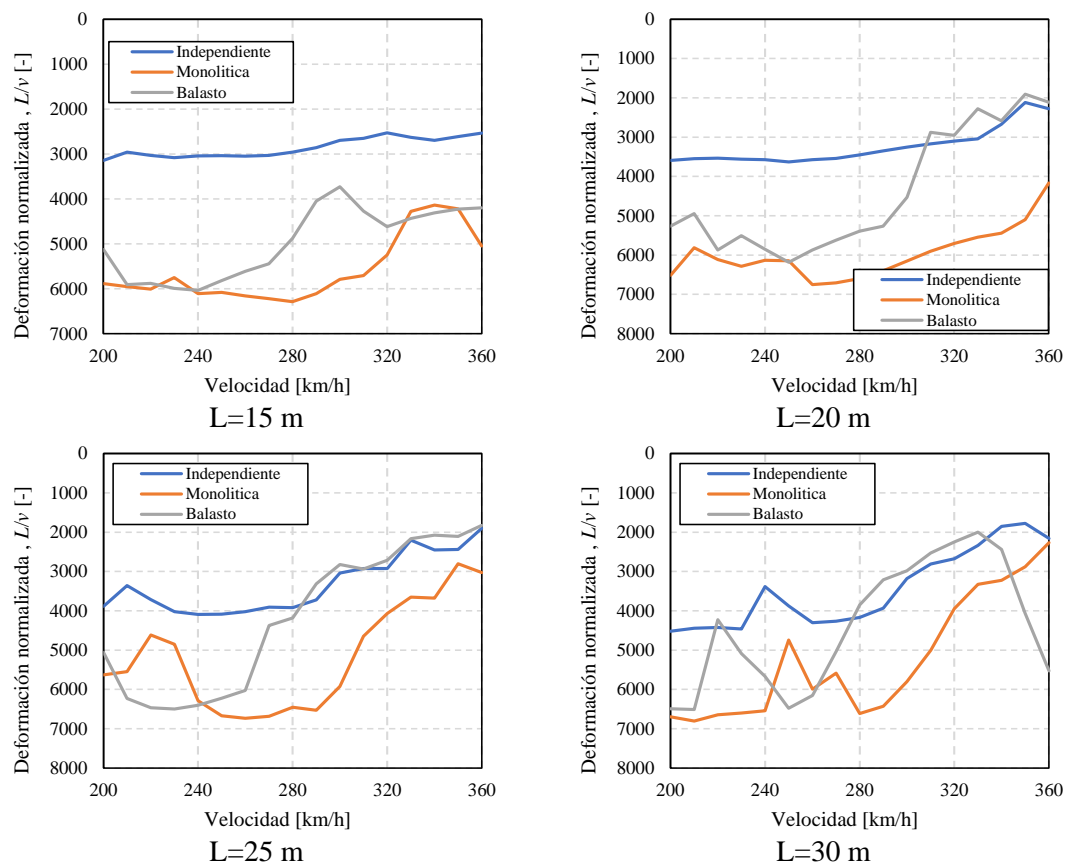 Deformación normalizada , L/v [-]
0
1000
2000
3000
4000
5000
6000
7000
Independiente
Monolitica
Balasto
200
240
280
320
360
Velocidad [km/h]
L=15 m
Deformación normalizada , L/v [-]
0
1000
2000
3000
4000
5000
6000
7000
8000
Independiente
Monolitica
Balasto
200
240
280
320
360
Velocidad [km/h]
L=20 m
Deformación normalizada , L/v [-]
0
1000
2000
3000
4000
5000
6000
7000
8000
Independiente
Monolitica
Balasto
200
240
280
320
360
Velocidad [km/h]
L=25 m
Deformación normalizada , L/v [-]
0
1000
2000
3000
4000
5000
6000
7000
8000
Independiente
Monolitica
Balasto
200
240
280
320
360
Velocidad [km/h]
L=30 m